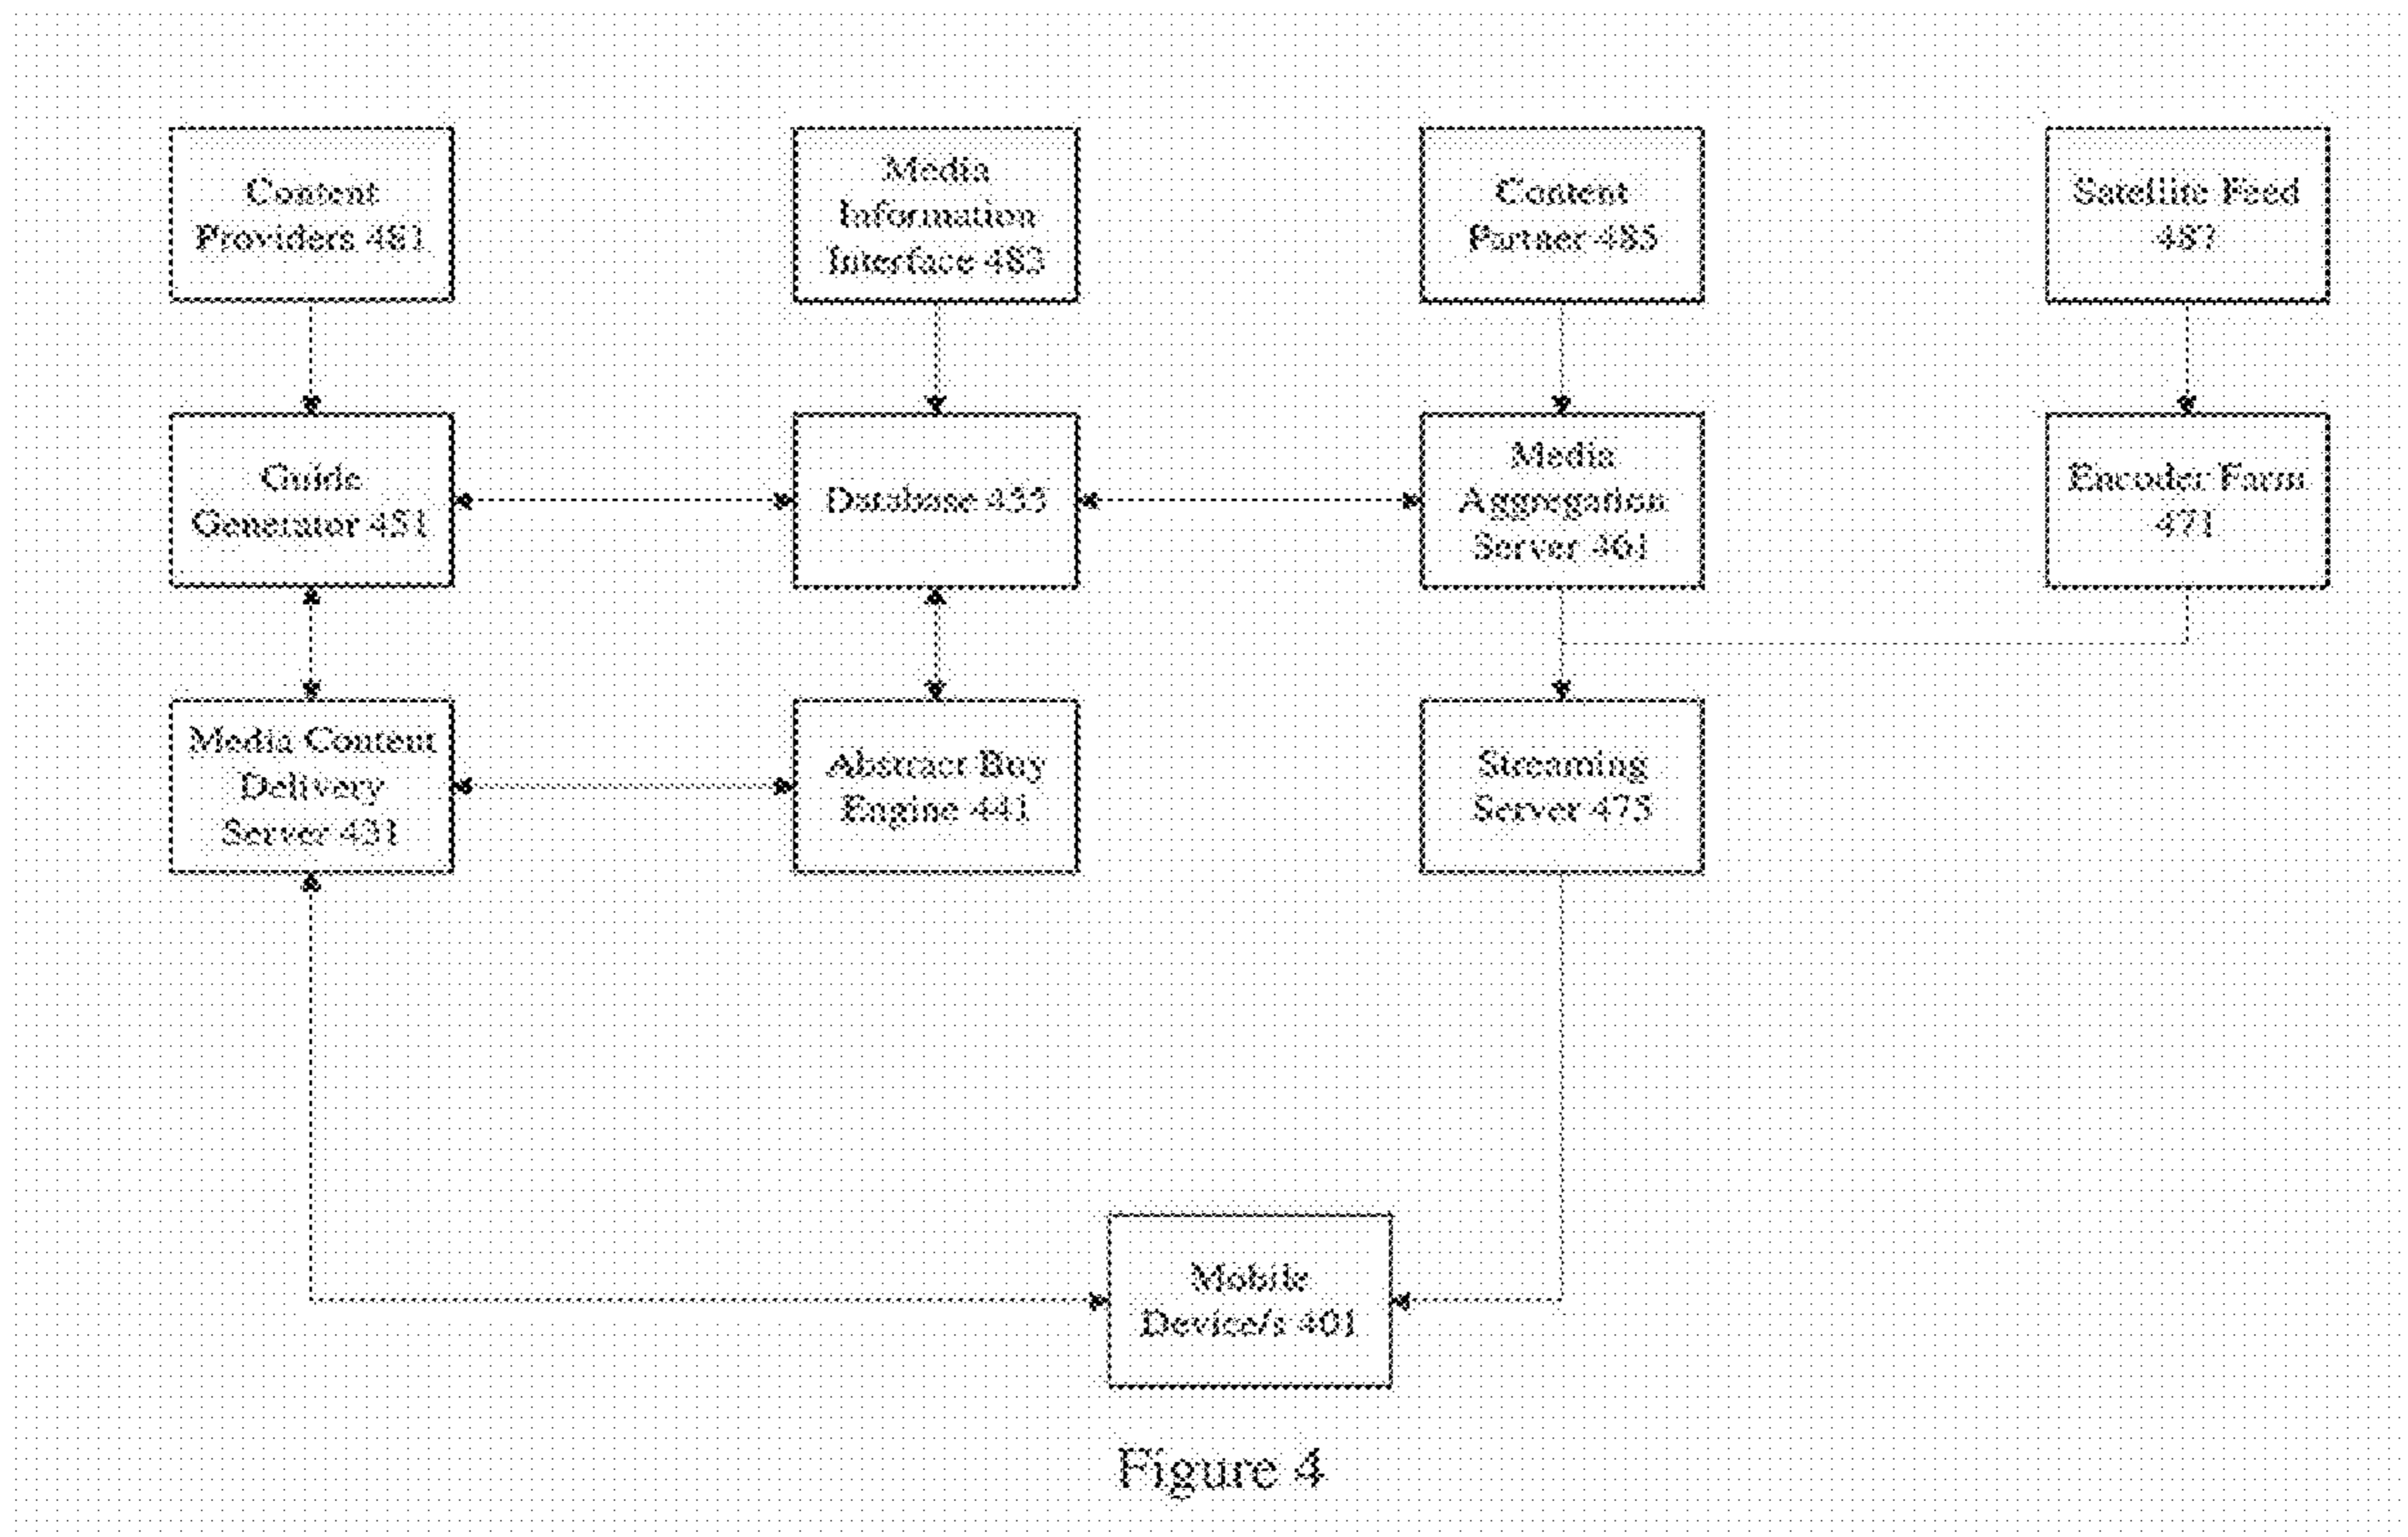 Content
Providers 481
Media
Information
Interface 483
Content
Partner 485
Satellite Feed
487
Guide
Generator 451
Database 455
Media
Aggregation
Server 461
Encoder Farm
471
Media Content
Delivery
Server 431
Abstract Buy
Engine 441
Streaming
Server 475
Mobile
Device/s 401
Figure 4